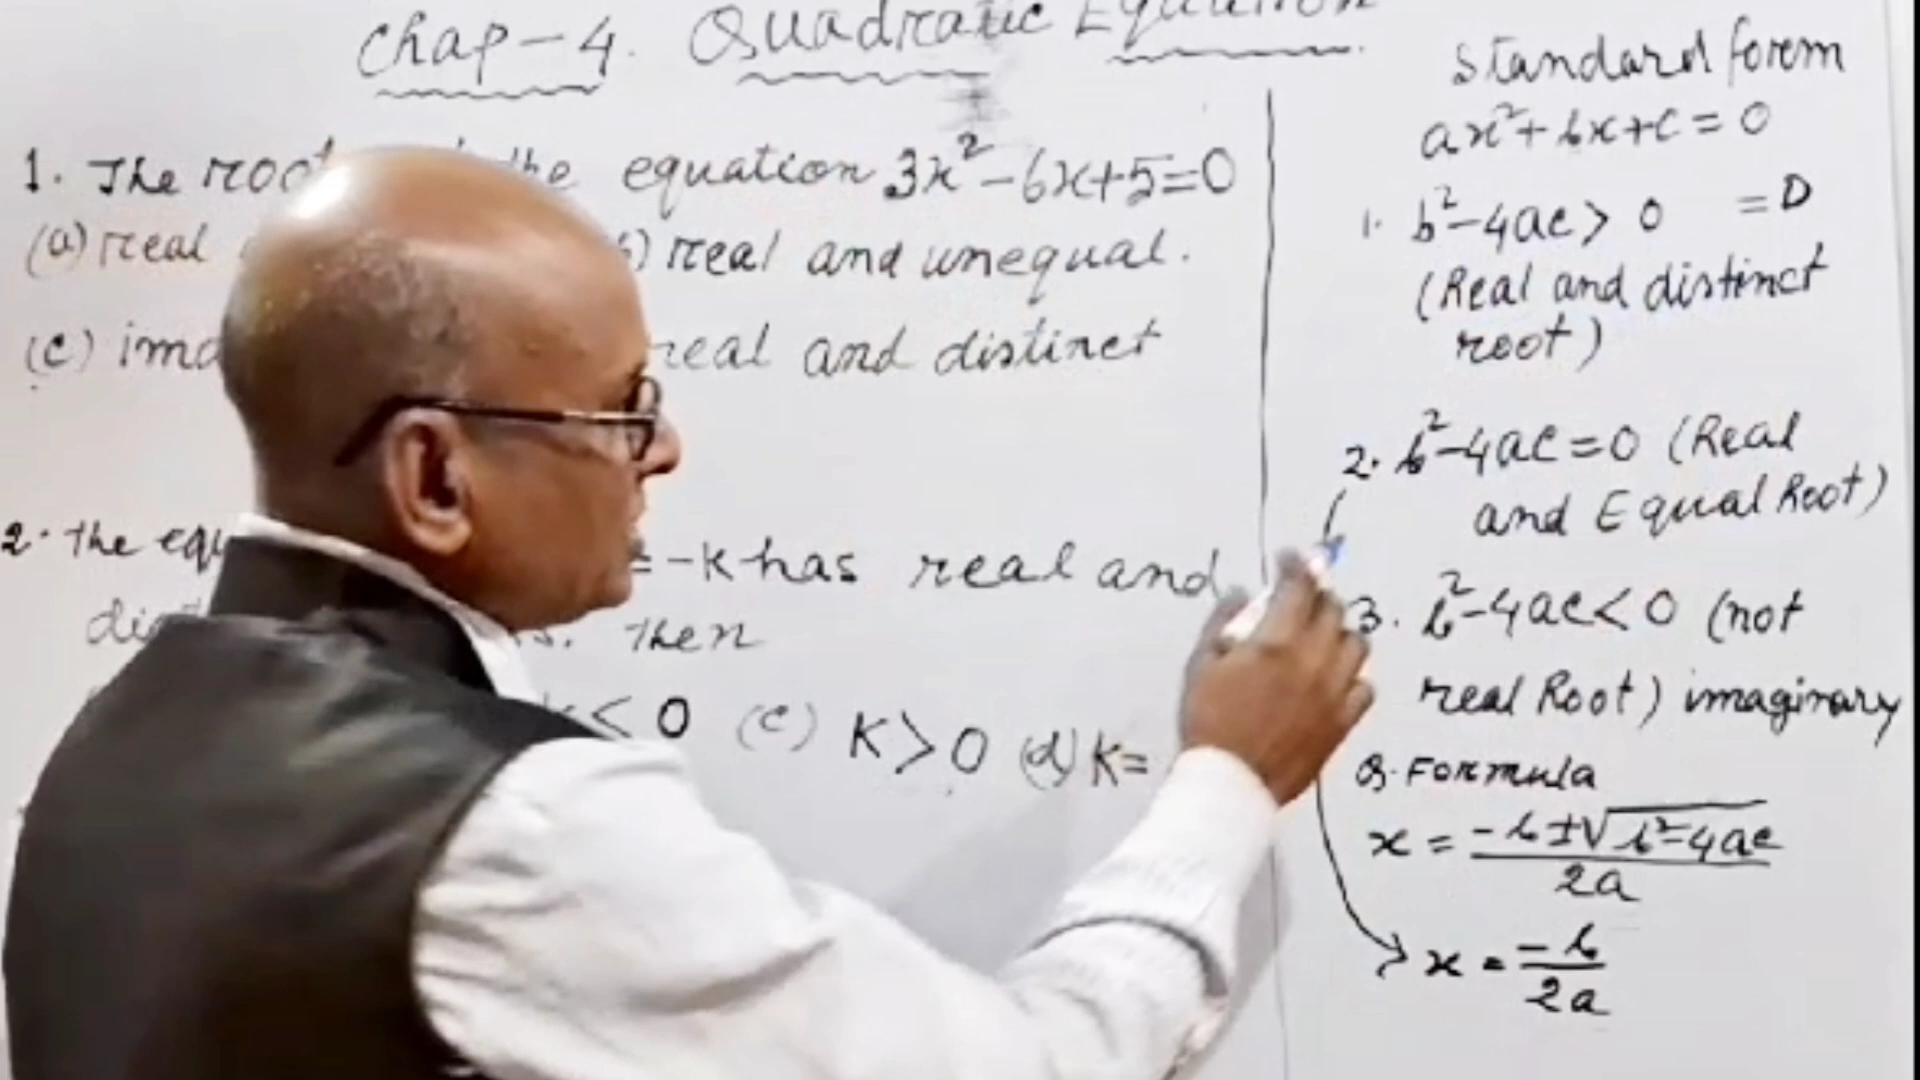 Chap-4. Quadratic Equation
1. The the equation 3x²-6x+5=0
(a) real real and unequal.
(c) real and distinct
2. the = -K has real and
Then
< 0 (c) K > 0 (d) K=
Standard form
ax²+bx+c=0
1. b²-4ac > 0 =D
(Real and distinct
root)
2. b²-4ac=0 (Real
and Equal Root)
3. b²-4ac<0 (not
real Root) imaginary
Q. Formula
x = -b±√b²-4ac
2a
x = -b
2a